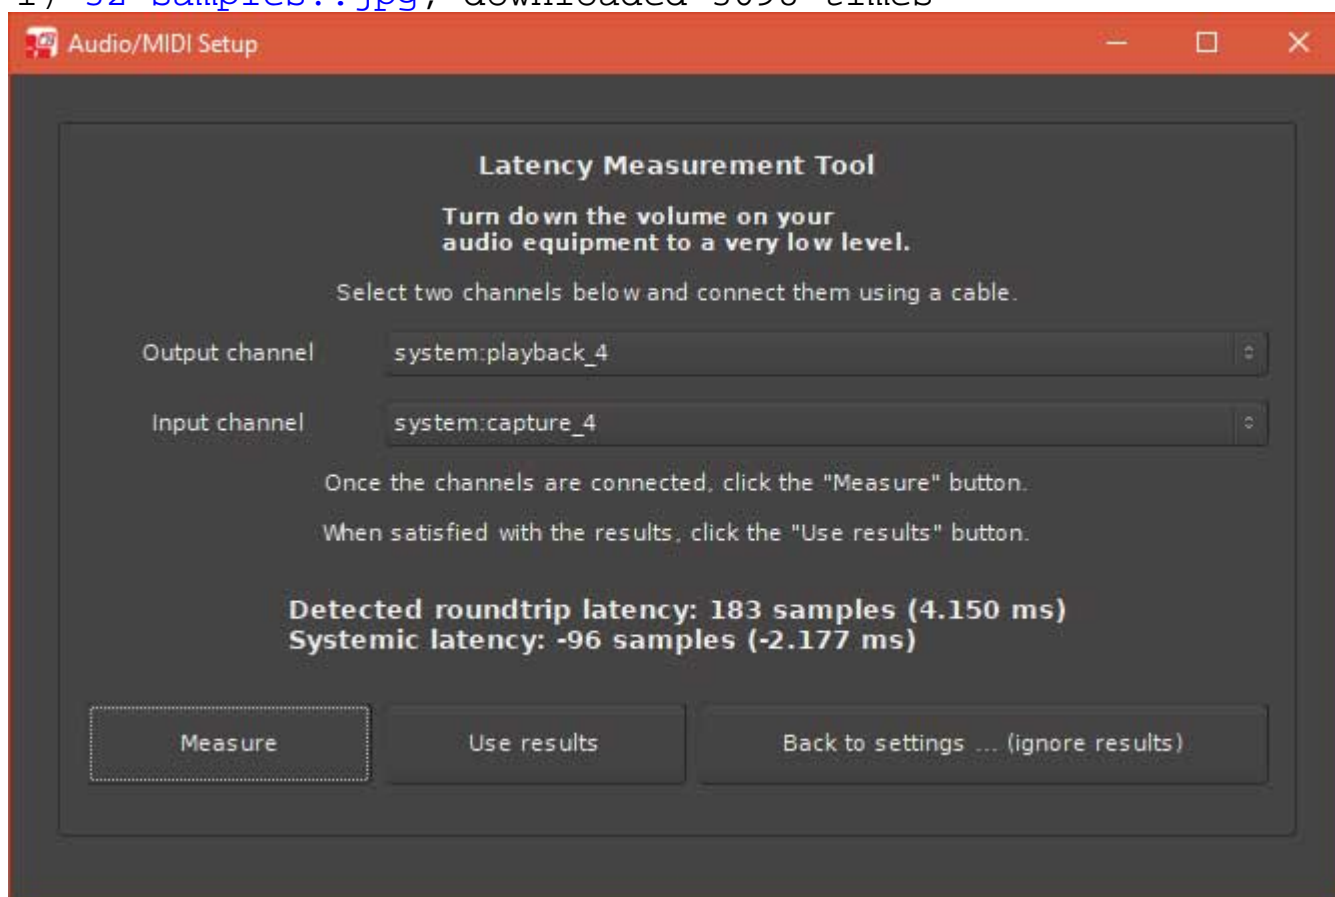 Audio/MIDI Setup
Latency Measurement Tool
Turn down the volume on your
audio equipment to a very low level.
Select two channels below and connect them using a cable.
Output channel system:playback_4
Input channel system:capture_4
Once the channels are connected, click the "Measure" button.
When satisfied with the results, click the "Use results" button.
Detected roundtrip latency: 183 samples (4.150 ms)
Systemic latency: -96 samples (-2.177 ms)
Measure Use results Back to settings ... (ignore results)